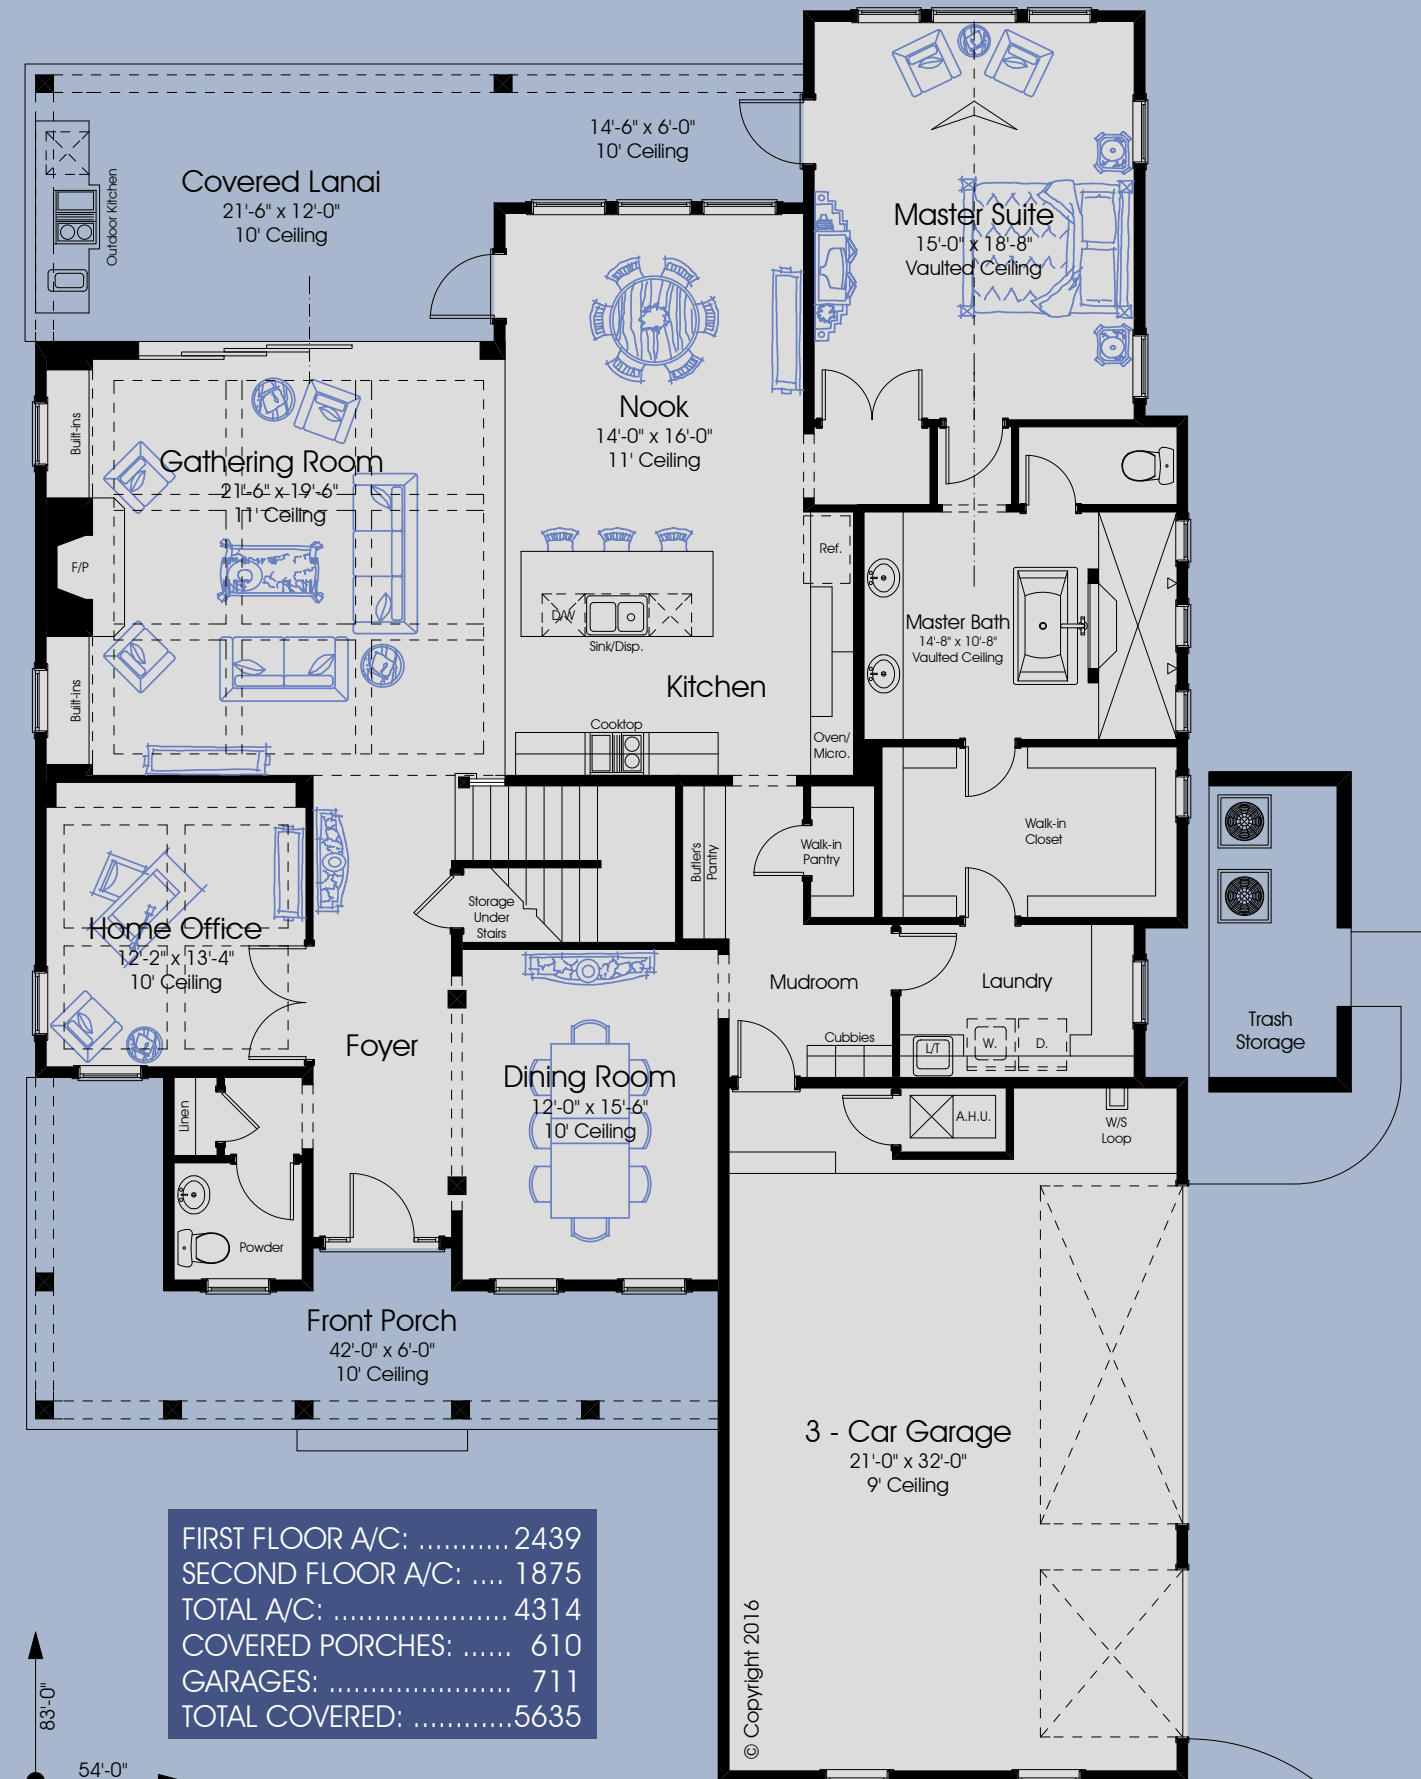 14'-6" x 6'-0"
10' Ceiling
Covered Lanai
21'-6" x 12'-0"
10' Ceiling
Outdoor Kitchen
Master Suite
15'-0" x 18'-8"
Vaulted Ceiling
Nook
14'-0" x 16'-0"
11' Ceiling
Built-ins
Gathering Room
21'-6" x 19'-6"
11' Ceiling
F/P
Built-ins
Ref.
D/W
Sink/Disp.
Master Bath
14'-8" x 10'-8"
Vaulted Ceiling
Kitchen
Cooktop
Oven/
Micro.
Butler's
Pantry
Walk-in
Pantry
Walk-in
Closet
Storage
Under
Stairs
Home Office
12'-2" x 13'-4"
10' Ceiling
Mudroom
Laundry
Foyer
Cubbies
L/T
W.
D.
Trash
Storage
Dining Room
12'-0" x 15'-6"
10' Ceiling
Linen
A.H.U.
W/S
Loop
Powder
Front Porch
42'-0" x 6'-0"
10' Ceiling
3 - Car Garage
21'-0" x 32'-0"
9' Ceiling
FIRST FLOOR A/C: ........... 2439
SECOND FLOOR A/C: .... 1875
TOTAL A/C: ..................... 4314
COVERED PORCHES: ...... 610
GARAGES: ...................... 711
TOTAL COVERED: ............5635
© Copyright 2016
83'-0"
54'-0"